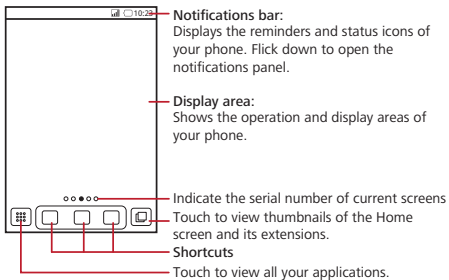 10:23
Notifications bar:
Displays the reminders and status icons of
your phone. Flick down to open the
notifications panel.
Display area:
Shows the operation and display areas of
your phone.
Indicate the serial number of current screens
Touch to view thumbnails of the Home
screen and its extensions.
Shortcuts
Touch to view all your applications.